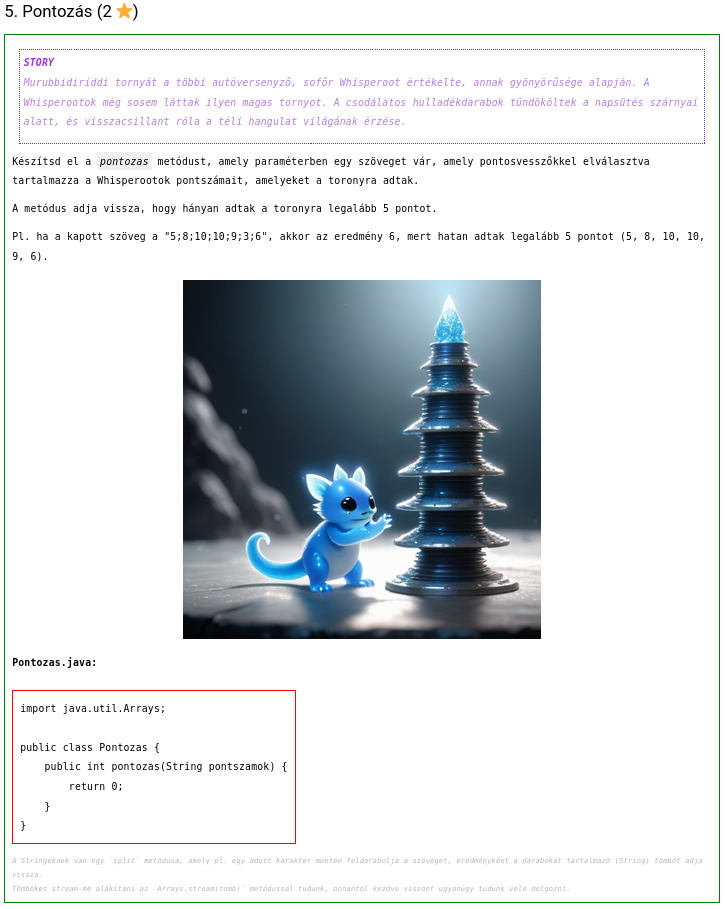 5. Pontozás (2 ⭐)
STORY
Murubbidiriddi tornyát a többi autóversenyző, sofőr Whisperoot értékelte, annak gyönyörűsége alapján. A
Whisperootok még sosem láttak ilyen magas tornyot. A csodálatos hulladékdarabok tündököltek a napsütés szárnyai
alatt, és visszacsillant róla a téli hangulat világának érzése.
Készítsd el a pontozas metódust, amely paraméterben egy szöveget vár, amely pontosvesszőkkel elválasztva
tartalmazza a Whisperootok pontszámait, amelyeket a toronyra adtak.
A metódus adja vissza, hogy hányan adtak a toronyra legalább 5 pontot.
Pl. ha a kapott szöveg a "5;8;10;10;9;3;6", akkor az eredmény 6, mert hatan adtak legalább 5 pontot (5, 8, 10, 10,
9, 6).
Pontozas.java:
import java.util.Arrays;
public class Pontozas {
    public int pontozas(String pontszamok) {
        return 0;
    }
}
A Stringeknek van egy `split` metódusa, amely pl. egy adott karakter mentén feldarabolja a szöveget, eredményként a darabokat tartalmazó (String) tömböt adja
vissza.
Tömböket stream-mé alakítani az `Arrays.stream(tomb)` metódussal tudunk, onnantól kezdve viszont ugyanúgy tudunk vele dolgozni.